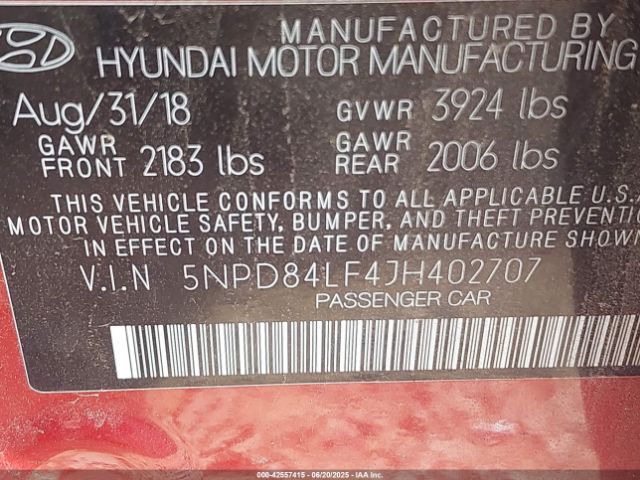 MANUFACTURED BY
HYUNDAI MOTOR MANUFACTURING
Aug/31/18 GVWR 3924 lbs
GAWR FRONT 2183 lbs GAWR REAR 2006 lbs
THIS VEHICLE CONFORMS TO ALL APPLICABLE U.S.
MOTOR VEHICLE SAFETY, BUMPER, AND THEFT PREVENTI
IN EFFECT ON THE DATE OF MANUFACTURE SHOWN
V.I.N 5NPD84LF4JH402707
PASSENGER CAR
000-42557415 - 06/20/2025 - IAA Inc.